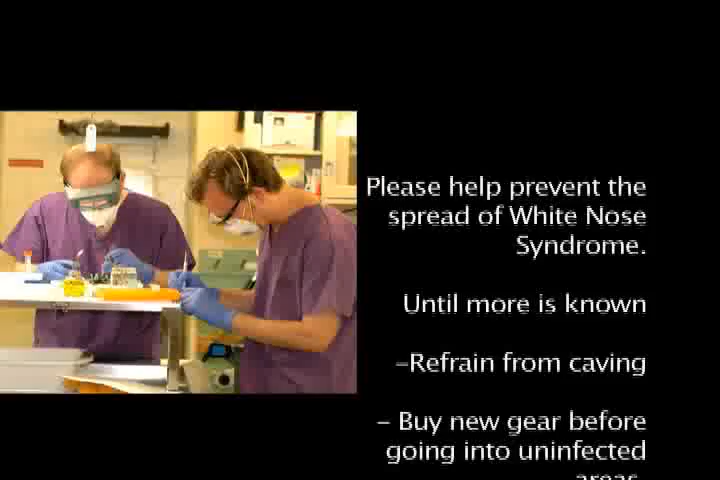 Please help prevent the
spread of White Nose
Syndrome.
Until more is known
-Refrain from caving
- Buy new gear before
going into uninfected
areas.